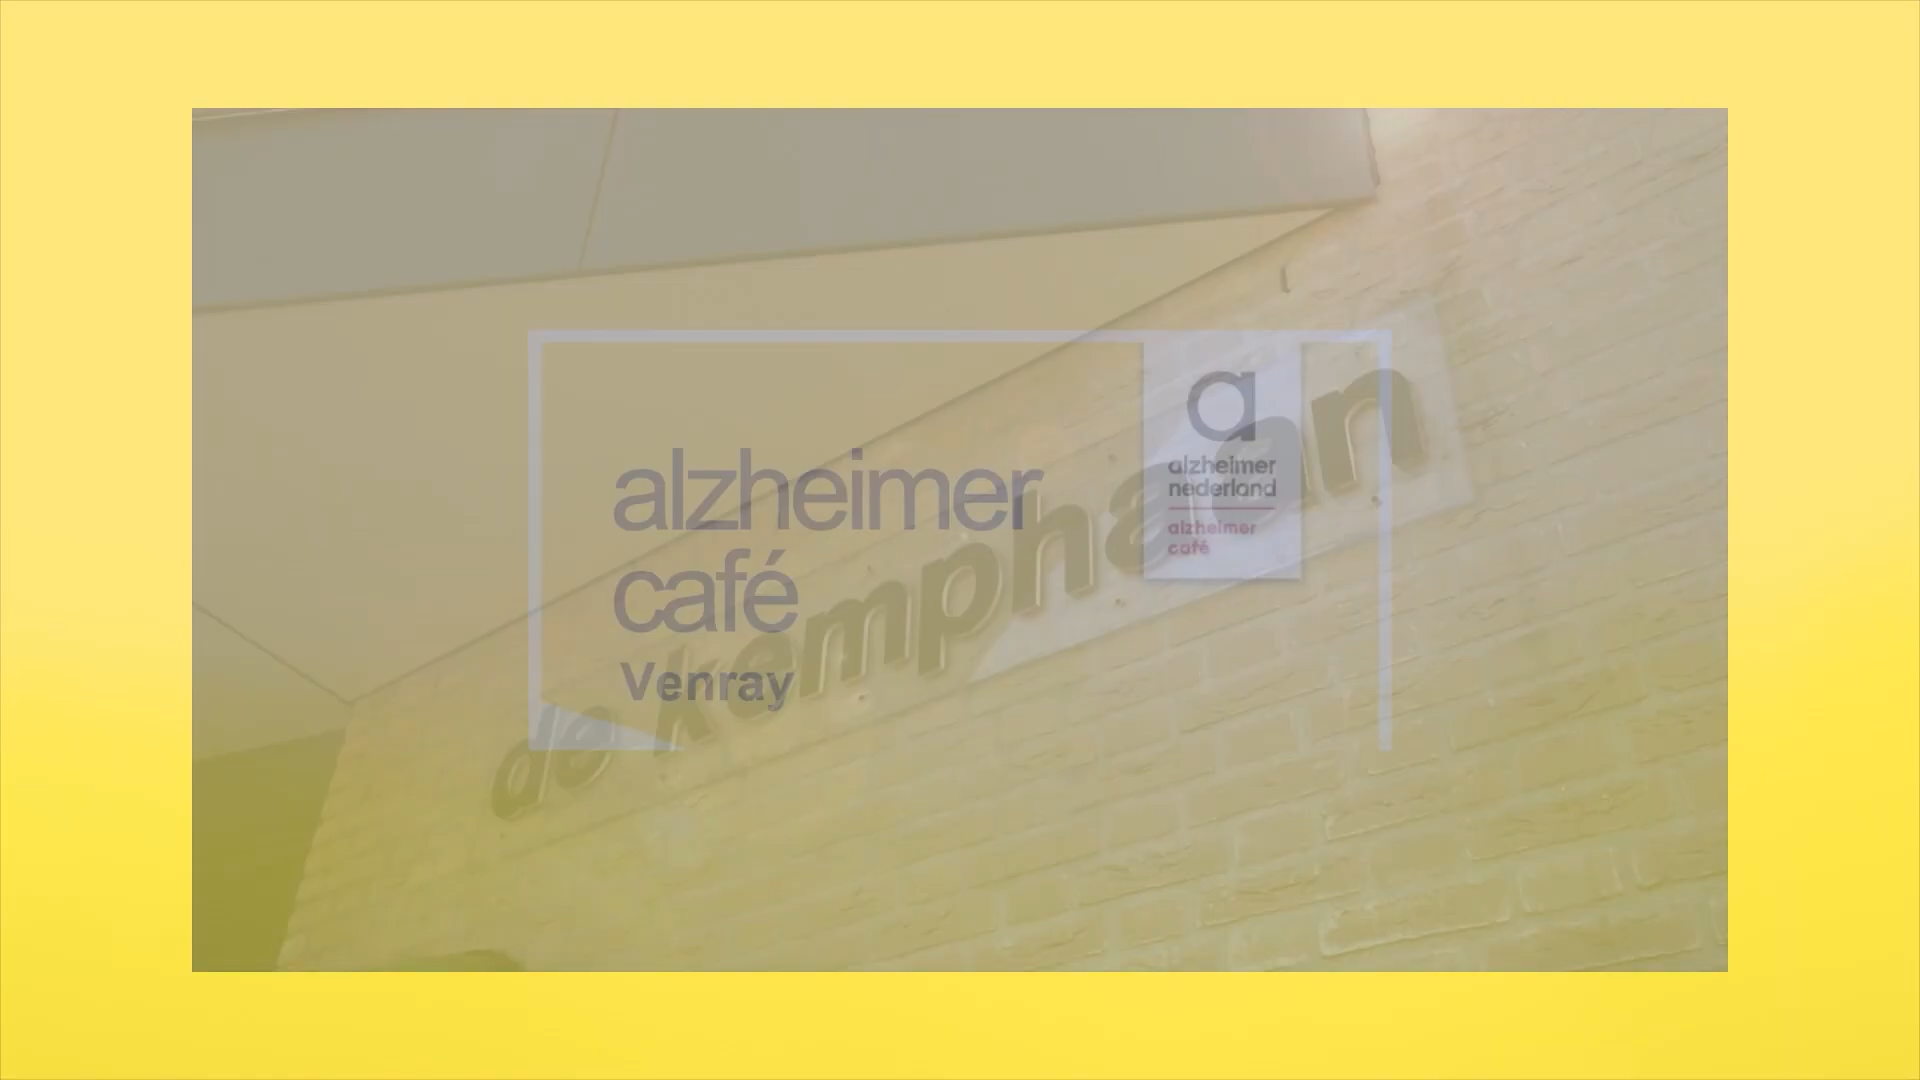 alzheimer
café
Venray
a
alzheimer
nederland
alzheimer
café
de kemphaan